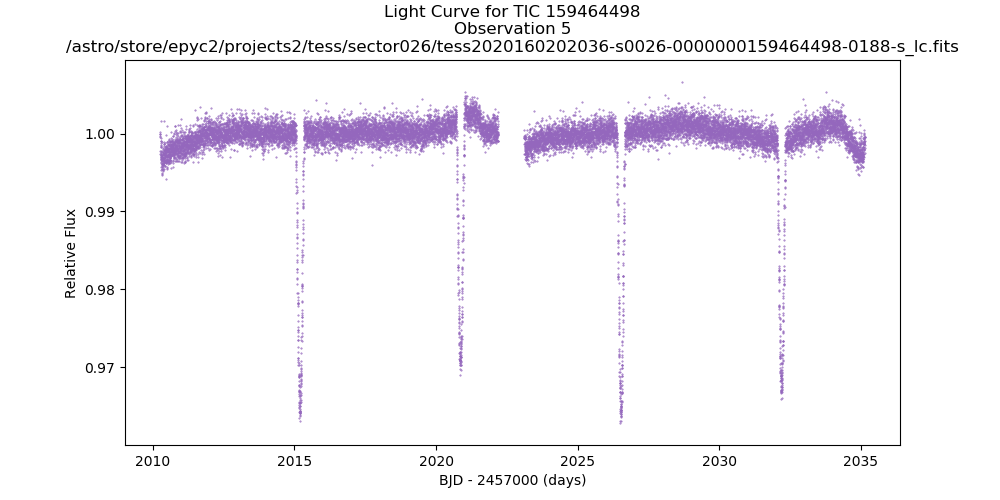 Light Curve for TIC 159464498
Observation 5
/astro/store/epyc2/projects2/tess/sector026/tess2020160202036-s0026-0000000159464498-0188-s_lc.fits
1.00
0.99
0.98
0.97
Relative Flux
2010 2015 2020 2025 2030 2035
BJD - 2457000 (days)